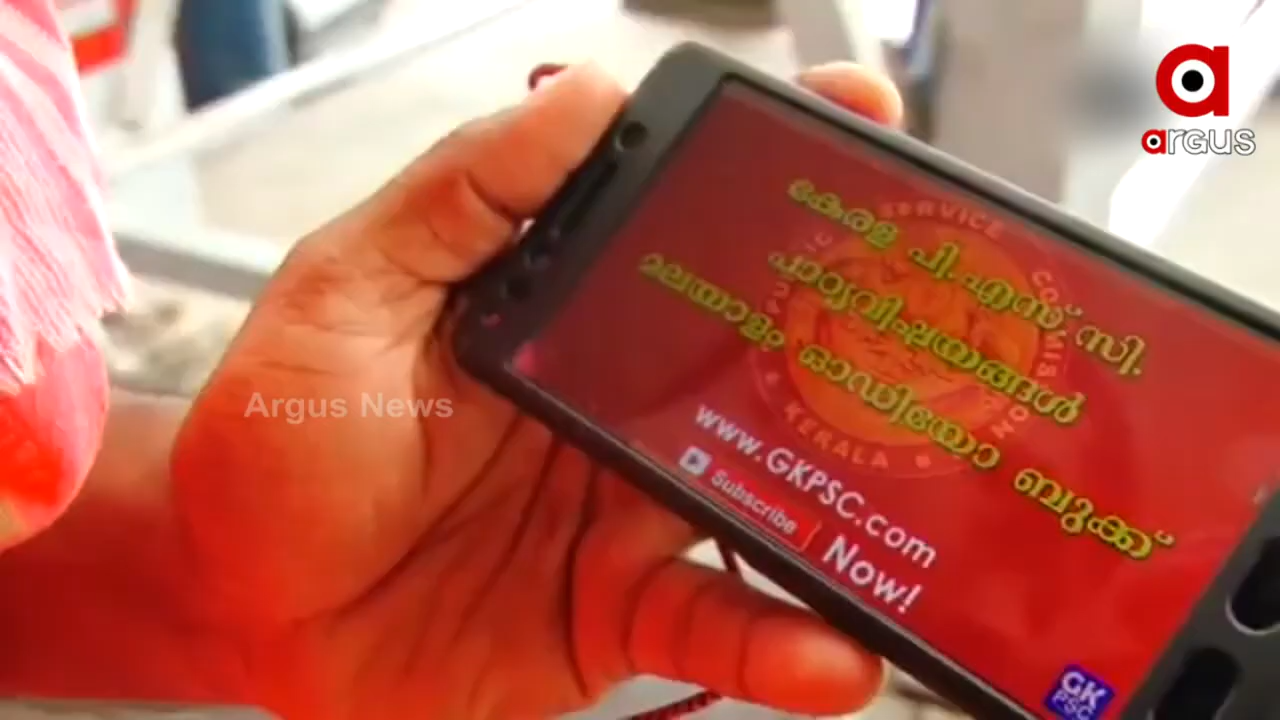 argus
Argus News
PUBLIC SERVICE COMMISSION
KERALA
കേരള പി.എസ്.സി.
പാഠ്യവിഷയങ്ങൾ
മലയാളം ഓഡിയോ ബുക്ക്
www.GKPSC.com
Subscribe Now!
GK
PSC